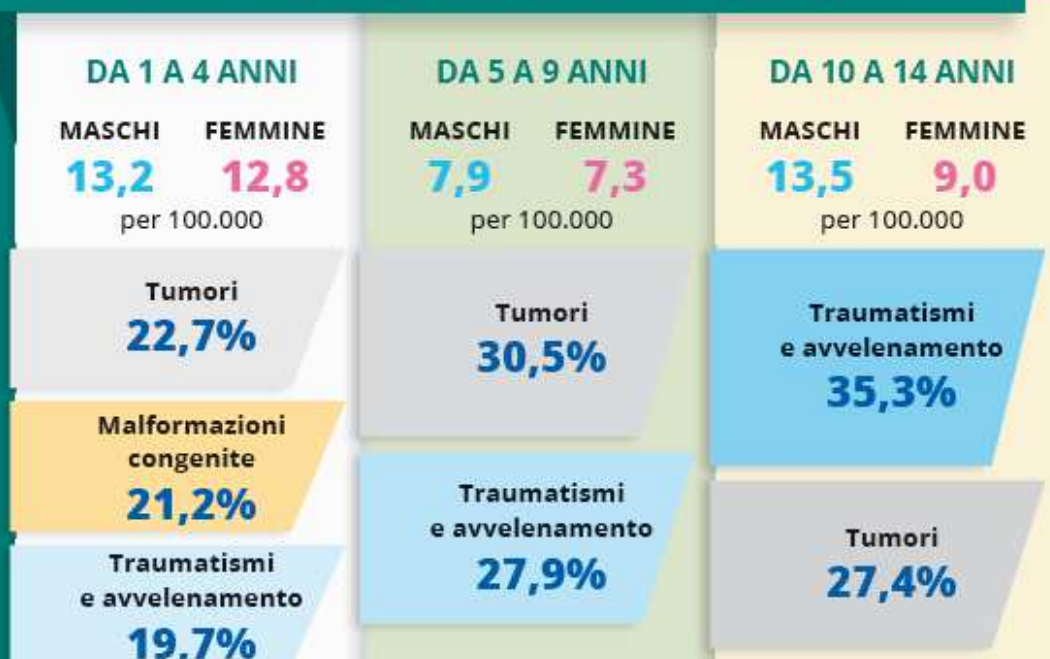 DA 1 A 4 ANNI
MASCHI FEMMINE
13,2 12,8
per 100.000
Tumori
22,7%
Malformazioni
congenite
21,2%
Traumatismi
e avvelenamento
19,7%
DA 5 A 9 ANNI
MASCHI FEMMINE
7,9 7,3
per 100.000
Tumori
30,5%
Traumatismi
e avvelenamento
27,9%
DA 10 A 14 ANNI
MASCHI FEMMINE
13,5 9,0
per 100.000
Traumatismi
e avvelenamento
35,3%
Tumori
27,4%